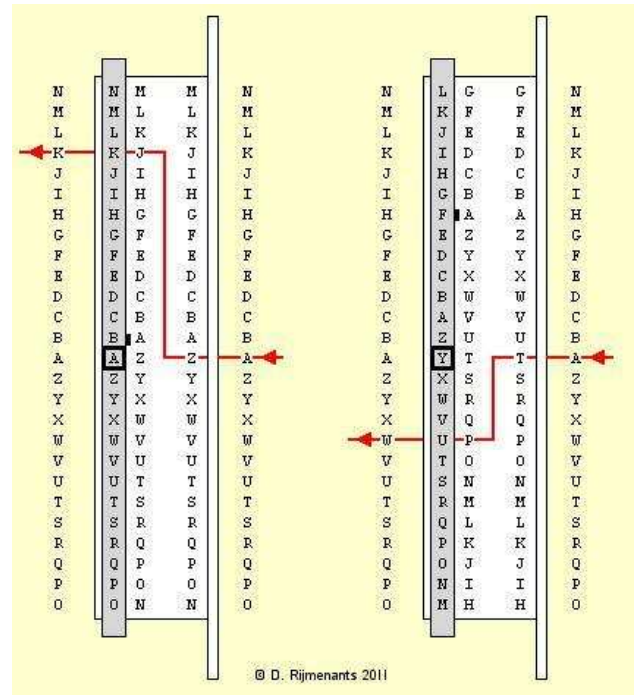 N N M M N N L G G N
M M L L M M K F F M
L L K K L L J E E L
K K J J K K I D D K
J J I I J J H C C J
I I H H I I G B B I
H H G G H H F A A H
G G F F G G E Z Z G
F F E E F F D Y Y F
E E D D E E C X X E
D D C C D D B W W D
C C B B C C A V V C
B B A A B B Z U U B
A A Z Z A A Y T T A
Z Z Y Y Z Z X S S Z
Y Y X X Y Y W R R Y
X X W W X X V Q Q X
W W V V W W U P P W
V V U U V V T O O V
U U T T U U S N N U
T T S S T T R M M T
S S R R S S Q L L S
R R Q Q R R P K K R
Q Q P P Q Q O J J Q
P P O O P P N I I P
O O N N O O M H H O
© D. Rijmenants 2011